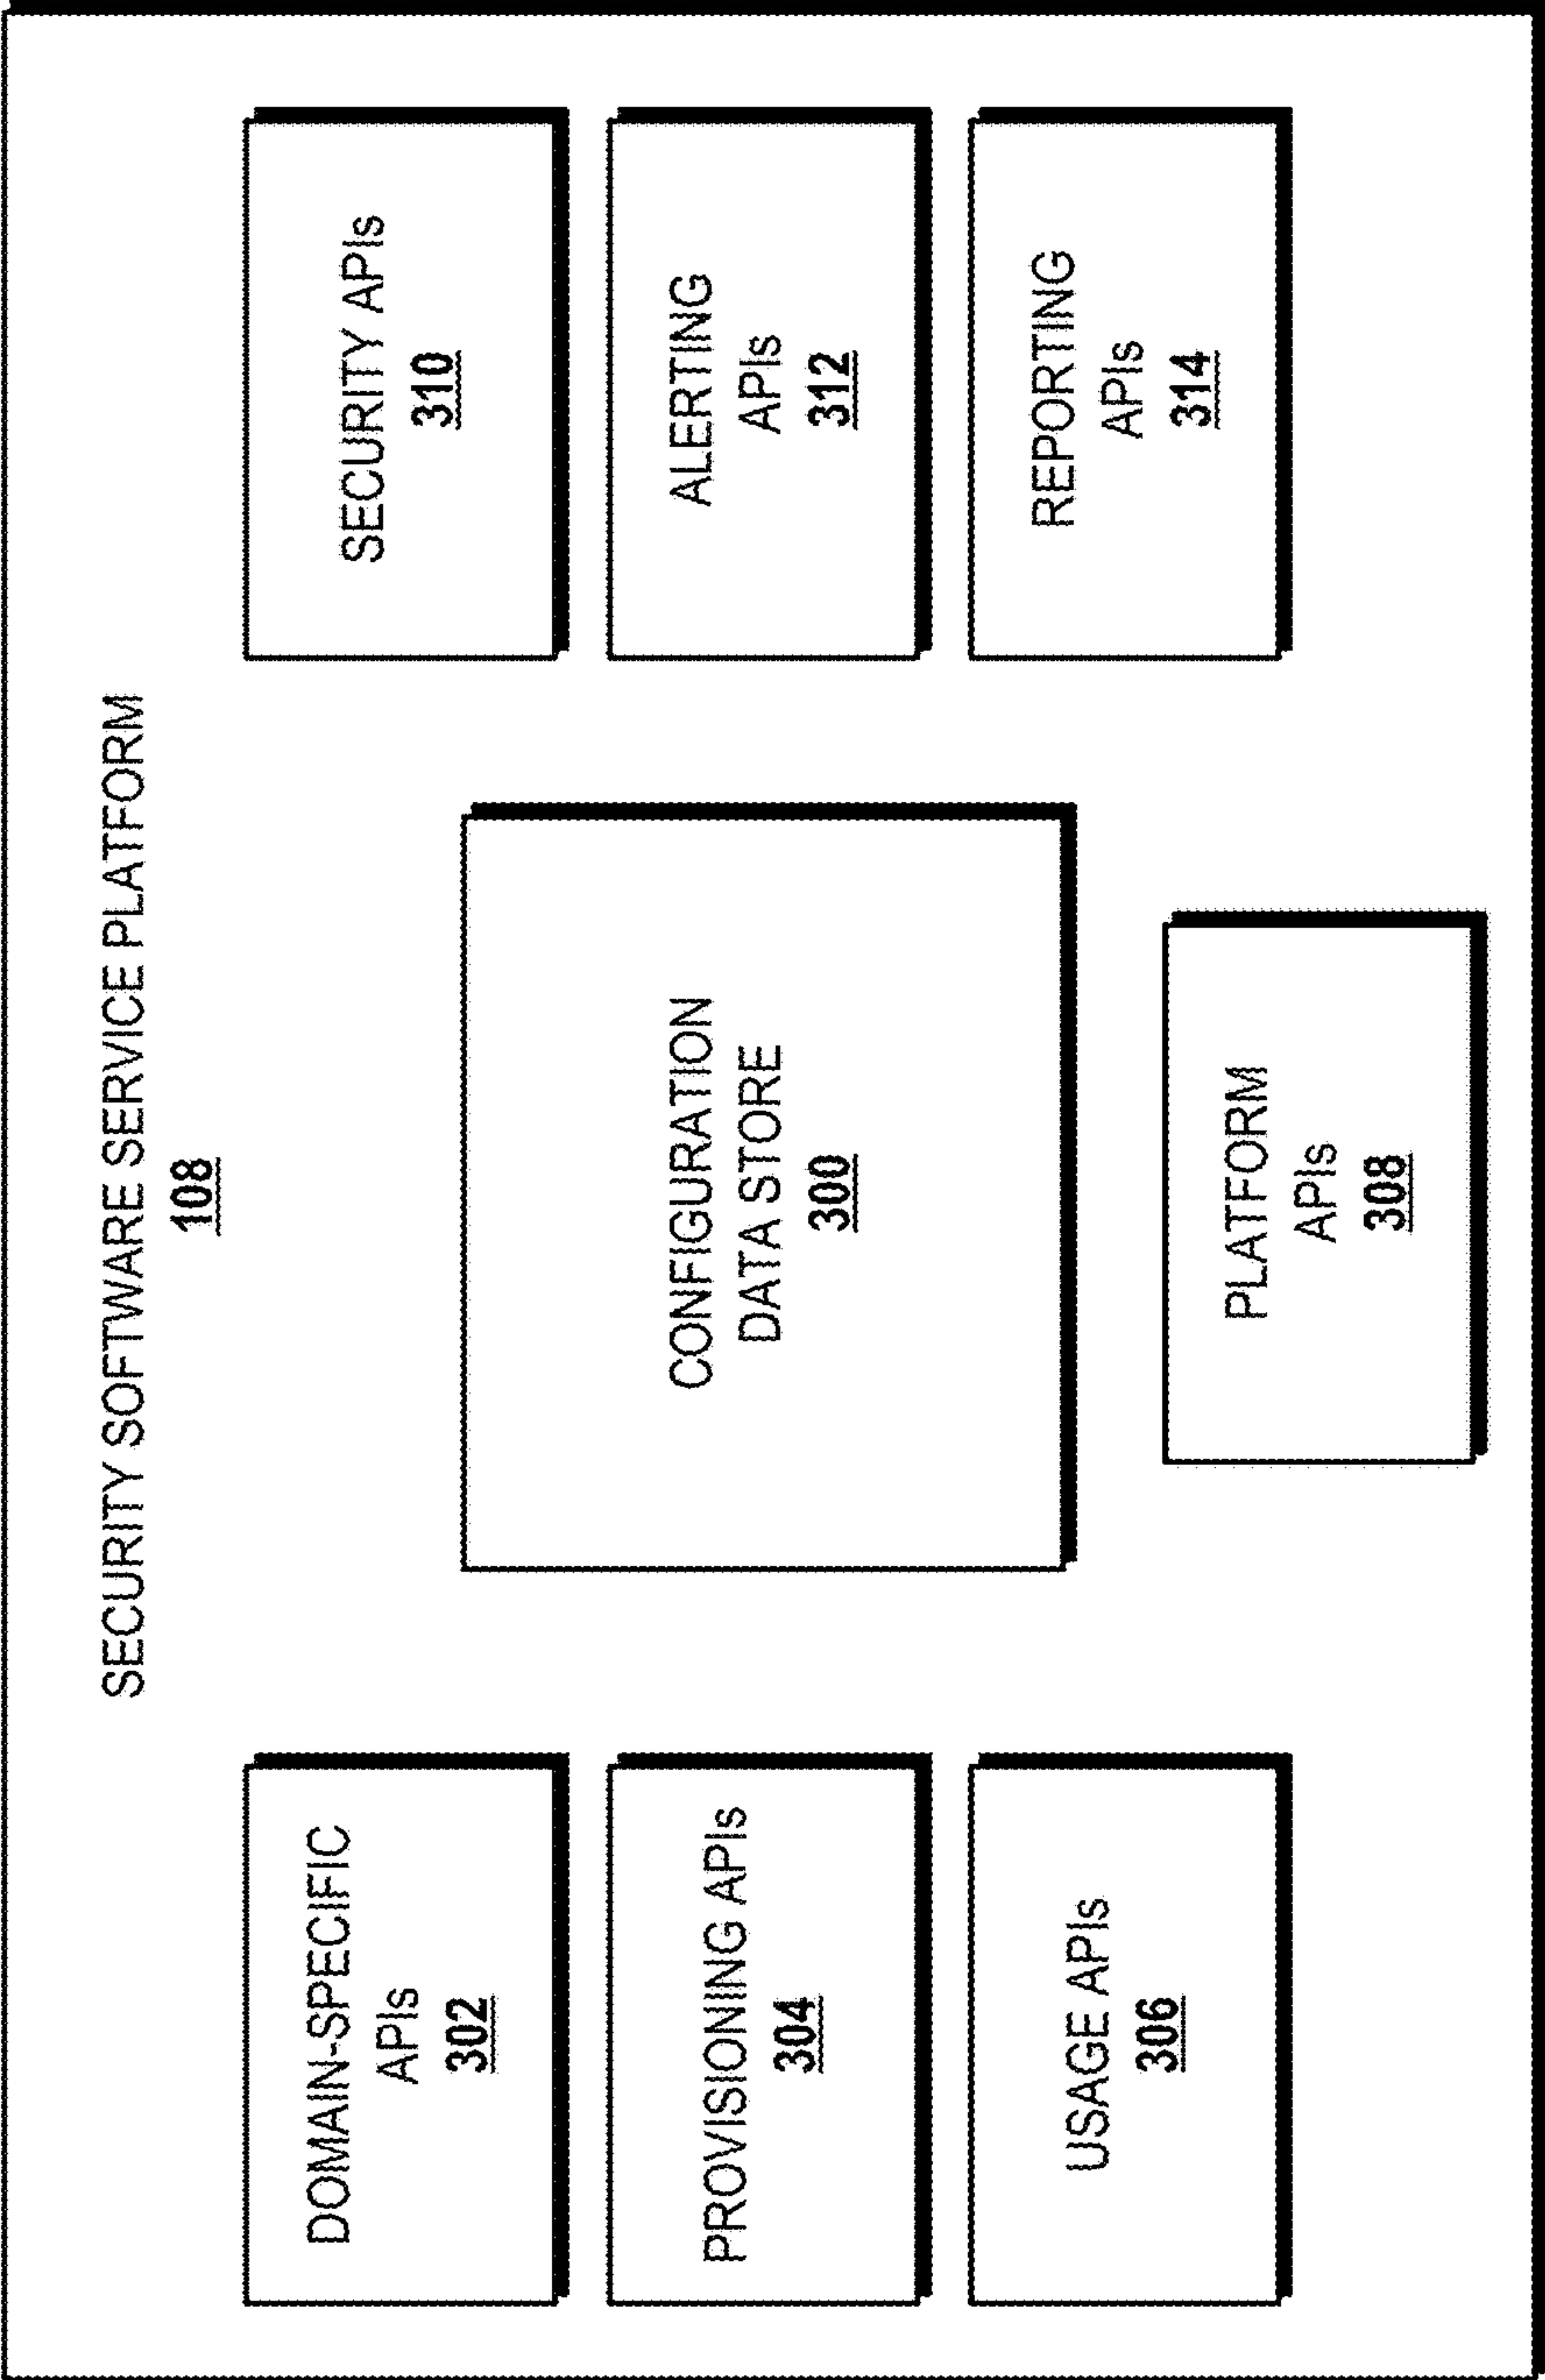 SECURITY SOFTWARE SERVICE PLATFORM
108
DOMAIN-SPECIFIC
APIs
302
PROVISIONING APIs
304
USAGE APIs
306
CONFIGURATION
DATA STORE
300
PLATFORM
APIs
308
SECURITY APIs
310
ALERTING
APIs
312
REPORTING
APIs
314